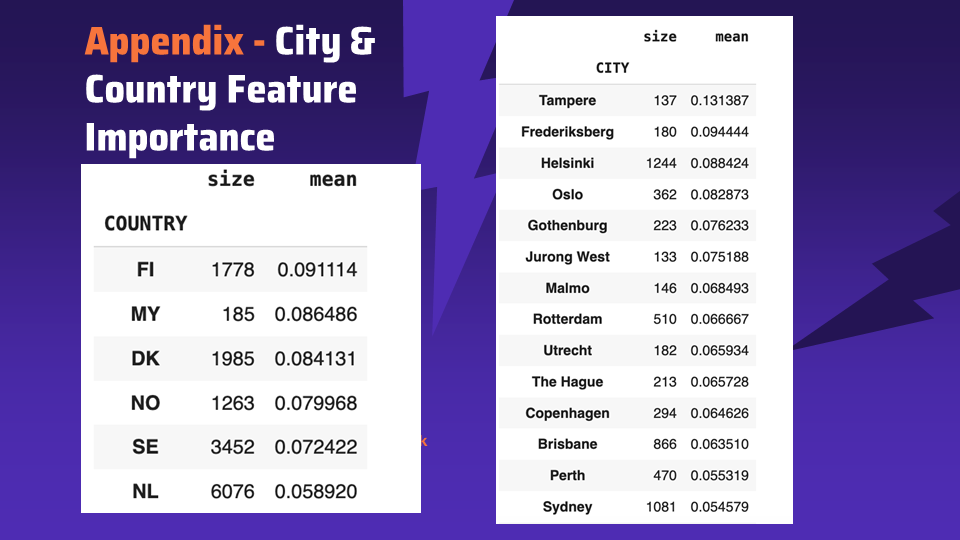 Appendix - City &
Country Feature
Importance
size mean
COUNTRY
FI 1778 0.091114
MY 185 0.086486
DK 1985 0.084131
NO 1263 0.079968
SE 3452 0.072422
NL 6076 0.058920
k
size mean
CITY
Tampere 137 0.131387
Frederiksberg 180 0.094444
Helsinki 1244 0.088424
Oslo 362 0.082873
Gothenburg 223 0.076233
Jurong West 133 0.075188
Malmo 146 0.068493
Rotterdam 510 0.066667
Utrecht 182 0.065934
The Hague 213 0.065728
Copenhagen 294 0.064626
Brisbane 866 0.063510
Perth 470 0.055319
Sydney 1081 0.054579